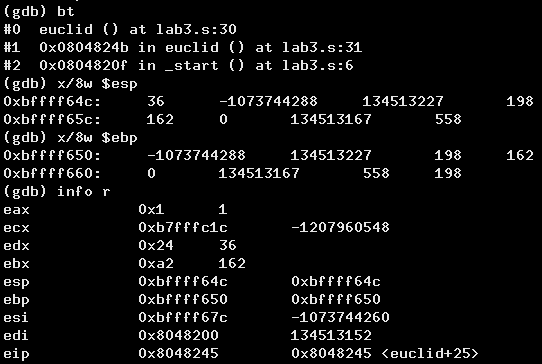 (gdb) bt
#0  euclid () at lab3.s:30
#1  0x0804824b in euclid () at lab3.s:31
#2  0x0804820f in _start () at lab3.s:6
(gdb) x/8w $esp
0xbffff64c:     36      -1073744288     134513227       198
0xbffff65c:     162     0       134513167       558
(gdb) x/8w $ebp
0xbffff650:     -1073744288     134513227       198     162
0xbffff660:     0       134513167       558     198
(gdb) info r
eax            0x1      1
ecx            0xb7fffc1c       -1207960548
edx            0x24     36
ebx            0xa2     162
esp            0xbffff64c       0xbffff64c
ebp            0xbffff650       0xbffff650
esi            0xbffff67c       -1073744260
edi            0x8048200        134513152
eip            0x8048245        0x8048245 <euclid+25>